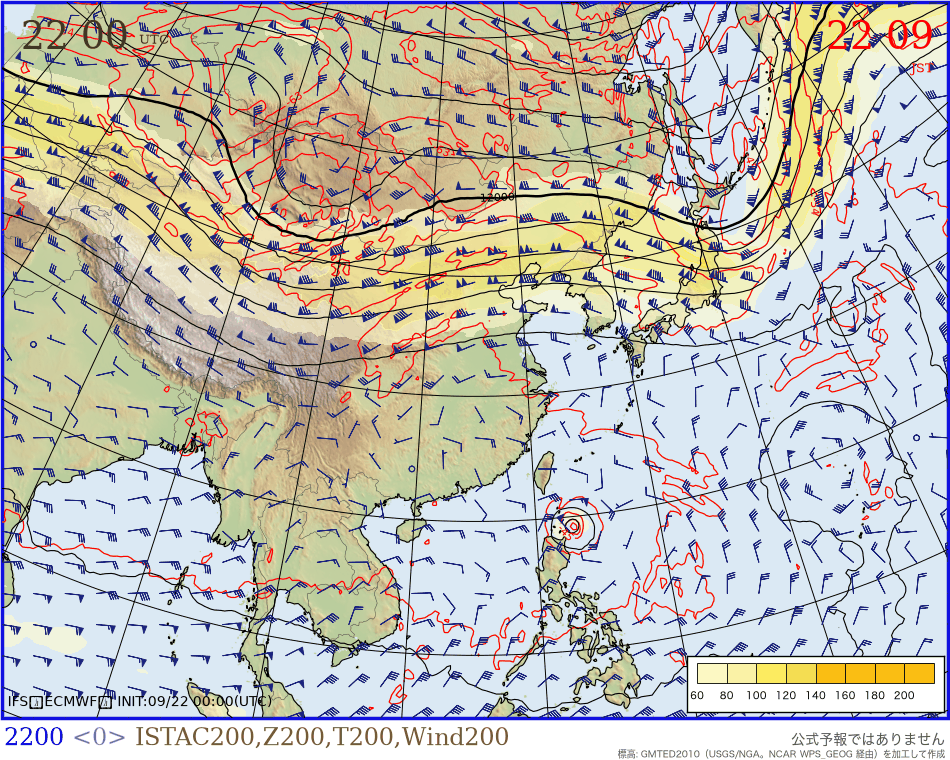 22 00 UTC
22 09
JST
12000
60 80 100 120 140 160 180 200
IFS（ECMWF） INIT:09/22 00:00(UTC)
2200 <0> ISTAC200,Z200,T200,Wind200
公式予報ではありません
標高: GMTED2010（USGS/NGA。NCAR WPS_GEOG 経由）を加工して作成